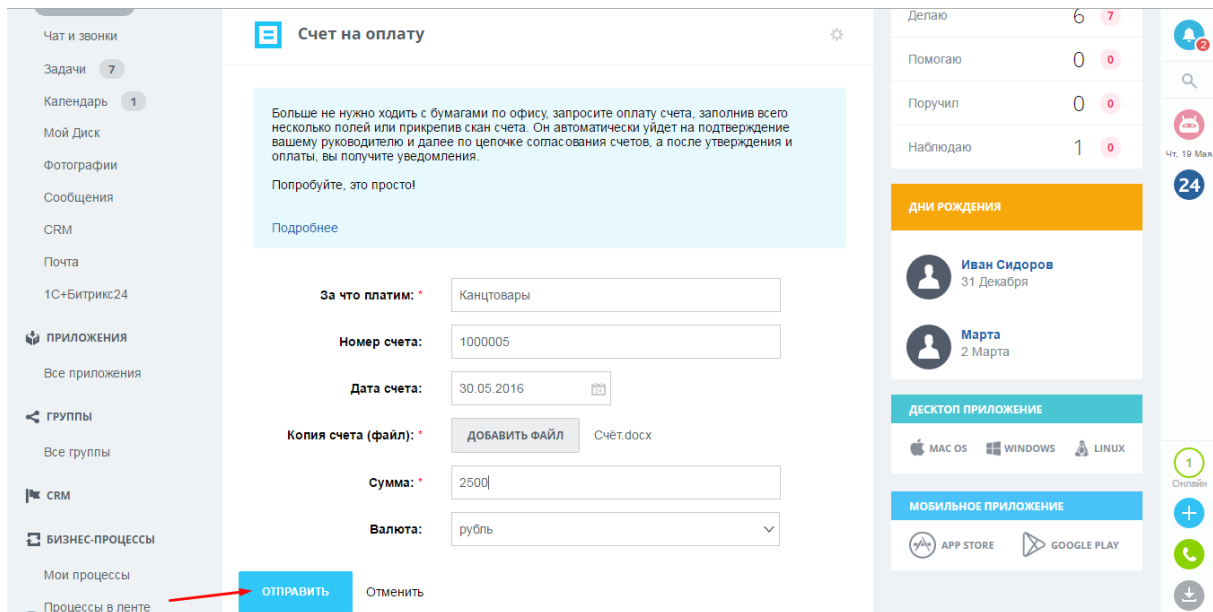 Чат и звонки
Задачи 7
Календарь 1
Мой Диск
Фотографии
Сообщения
CRM
Почта
1С+Битрикс24
ПРИЛОЖЕНИЯ
Все приложения
ГРУППЫ
Все группы
CRM
БИЗНЕС-ПРОЦЕССЫ
Мои процессы
Процессы в ленте
Счет на оплату
Больше не нужно ходить с бумагами по офису, запросите оплату счета, заполнив всего
несколько полей или прикрепив скан счета. Он автоматически уйдет на подтверждение
вашему руководителю и далее по цепочке согласования счетов, а после утверждения и
оплаты, вы получите уведомления.
Попробуйте, это просто!
Подробнее
За что платим: * Канцтовары
Номер счета: 1000005
Дата счета: 30.05.2016
Копия счета (файл): * ДОБАВИТЬ ФАЙЛ Счёт.docx
Сумма: * 2500
Валюта: рубль
ОТПРАВИТЬ Отменить
Делаю 6 7
Помогаю 0 0
Поручил 0 0
Наблюдаю 1 0
ДНИ РОЖДЕНИЯ
Иван Сидоров
31 Декабря
Марта
2 Марта
ДЕСКТОП ПРИЛОЖЕНИЕ
MAC OS WINDOWS LINUX
МОБИЛЬНОЕ ПРИЛОЖЕНИЕ
APP STORE GOOGLE PLAY
2
Чт, 19 Мая
24
1
Онлайн